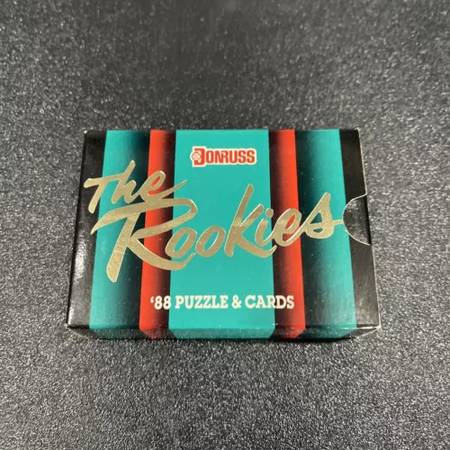 DONRUSS
The
Rookies
'88 PUZZLE & CARDS